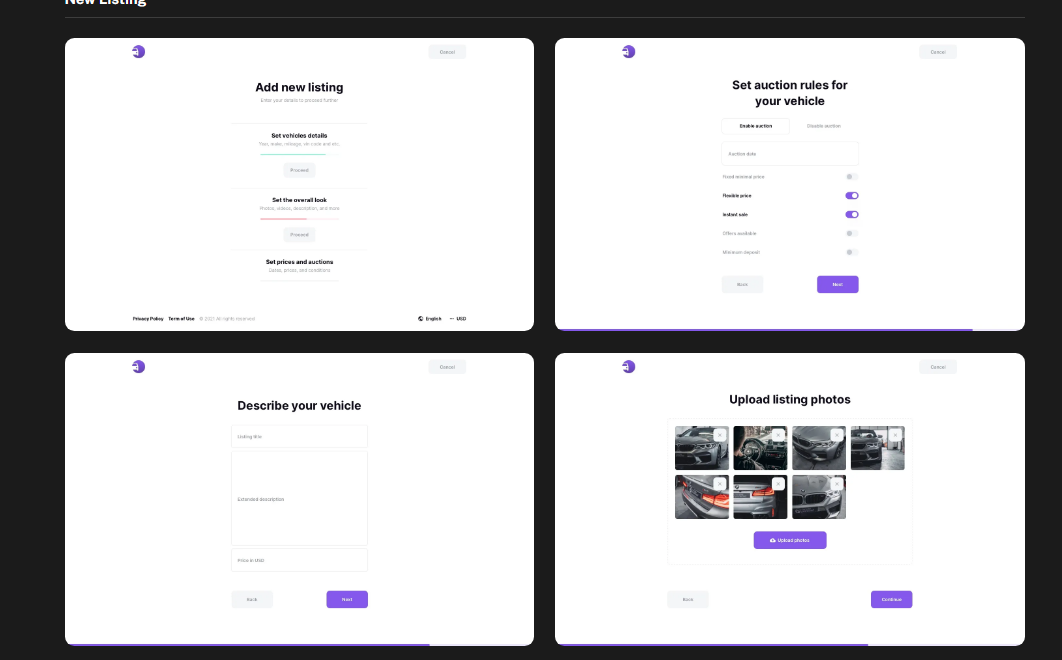 New Listing
Cancel
Add new listing
Enter your details to proceed further
Set vehicles details
Year, make, mileage, vin code and etc.
Proceed
Set the overall look
Photos, videos, description, and more
Proceed
Set prices and auctions
Dates, prices, and conditions
Privacy Policy Term of Use © 2021 All rights reserved
English USD
Cancel
Set auction rules for
your vehicle
Enable auction Disable auction
Auction date
Fixed minimal price
Flexible price
Instant sale
Offers available
Minimum deposit
Back Next
Cancel
Describe your vehicle
Listing title
Extended description
Price in USD
Back Next
Cancel
Upload listing photos
Upload photos
Back Continue